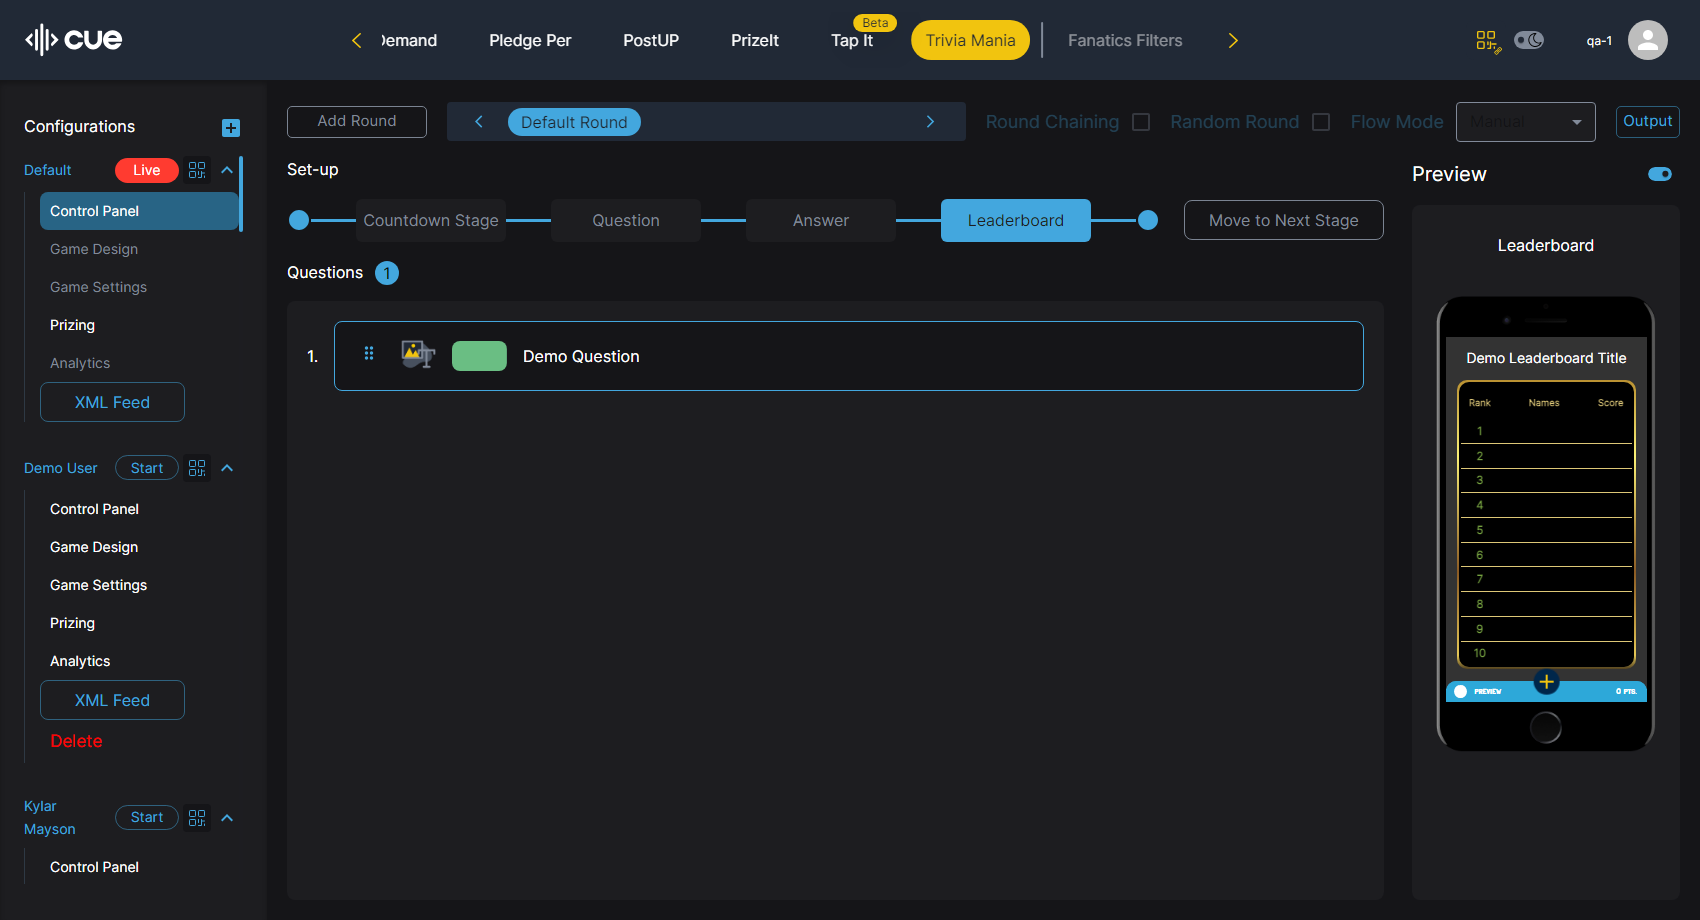 cue
Demand
Pledge Per
PostUP
PrizeIt
Tap It
Beta
Trivia Mania
Fanatics Filters
qa-1
Configurations
Default
Live
Control Panel
Game Design
Game Settings
Prizing
Analytics
XML Feed
Demo User
Start
Control Panel
Game Design
Game Settings
Prizing
Analytics
XML Feed
Delete
Kylar
Mayson
Start
Control Panel
Add Round
Default Round
Round Chaining
Random Round
Flow Mode
Manual
Output
Set-up
Countdown Stage
Question
Answer
Leaderboard
Move to Next Stage
Questions 1
1.
Demo Question
Preview
Leaderboard
Demo Leaderboard Title
Rank Names Score
1
2
3
4
5
6
7
8
9
10
PREVIEW
0 PTS.